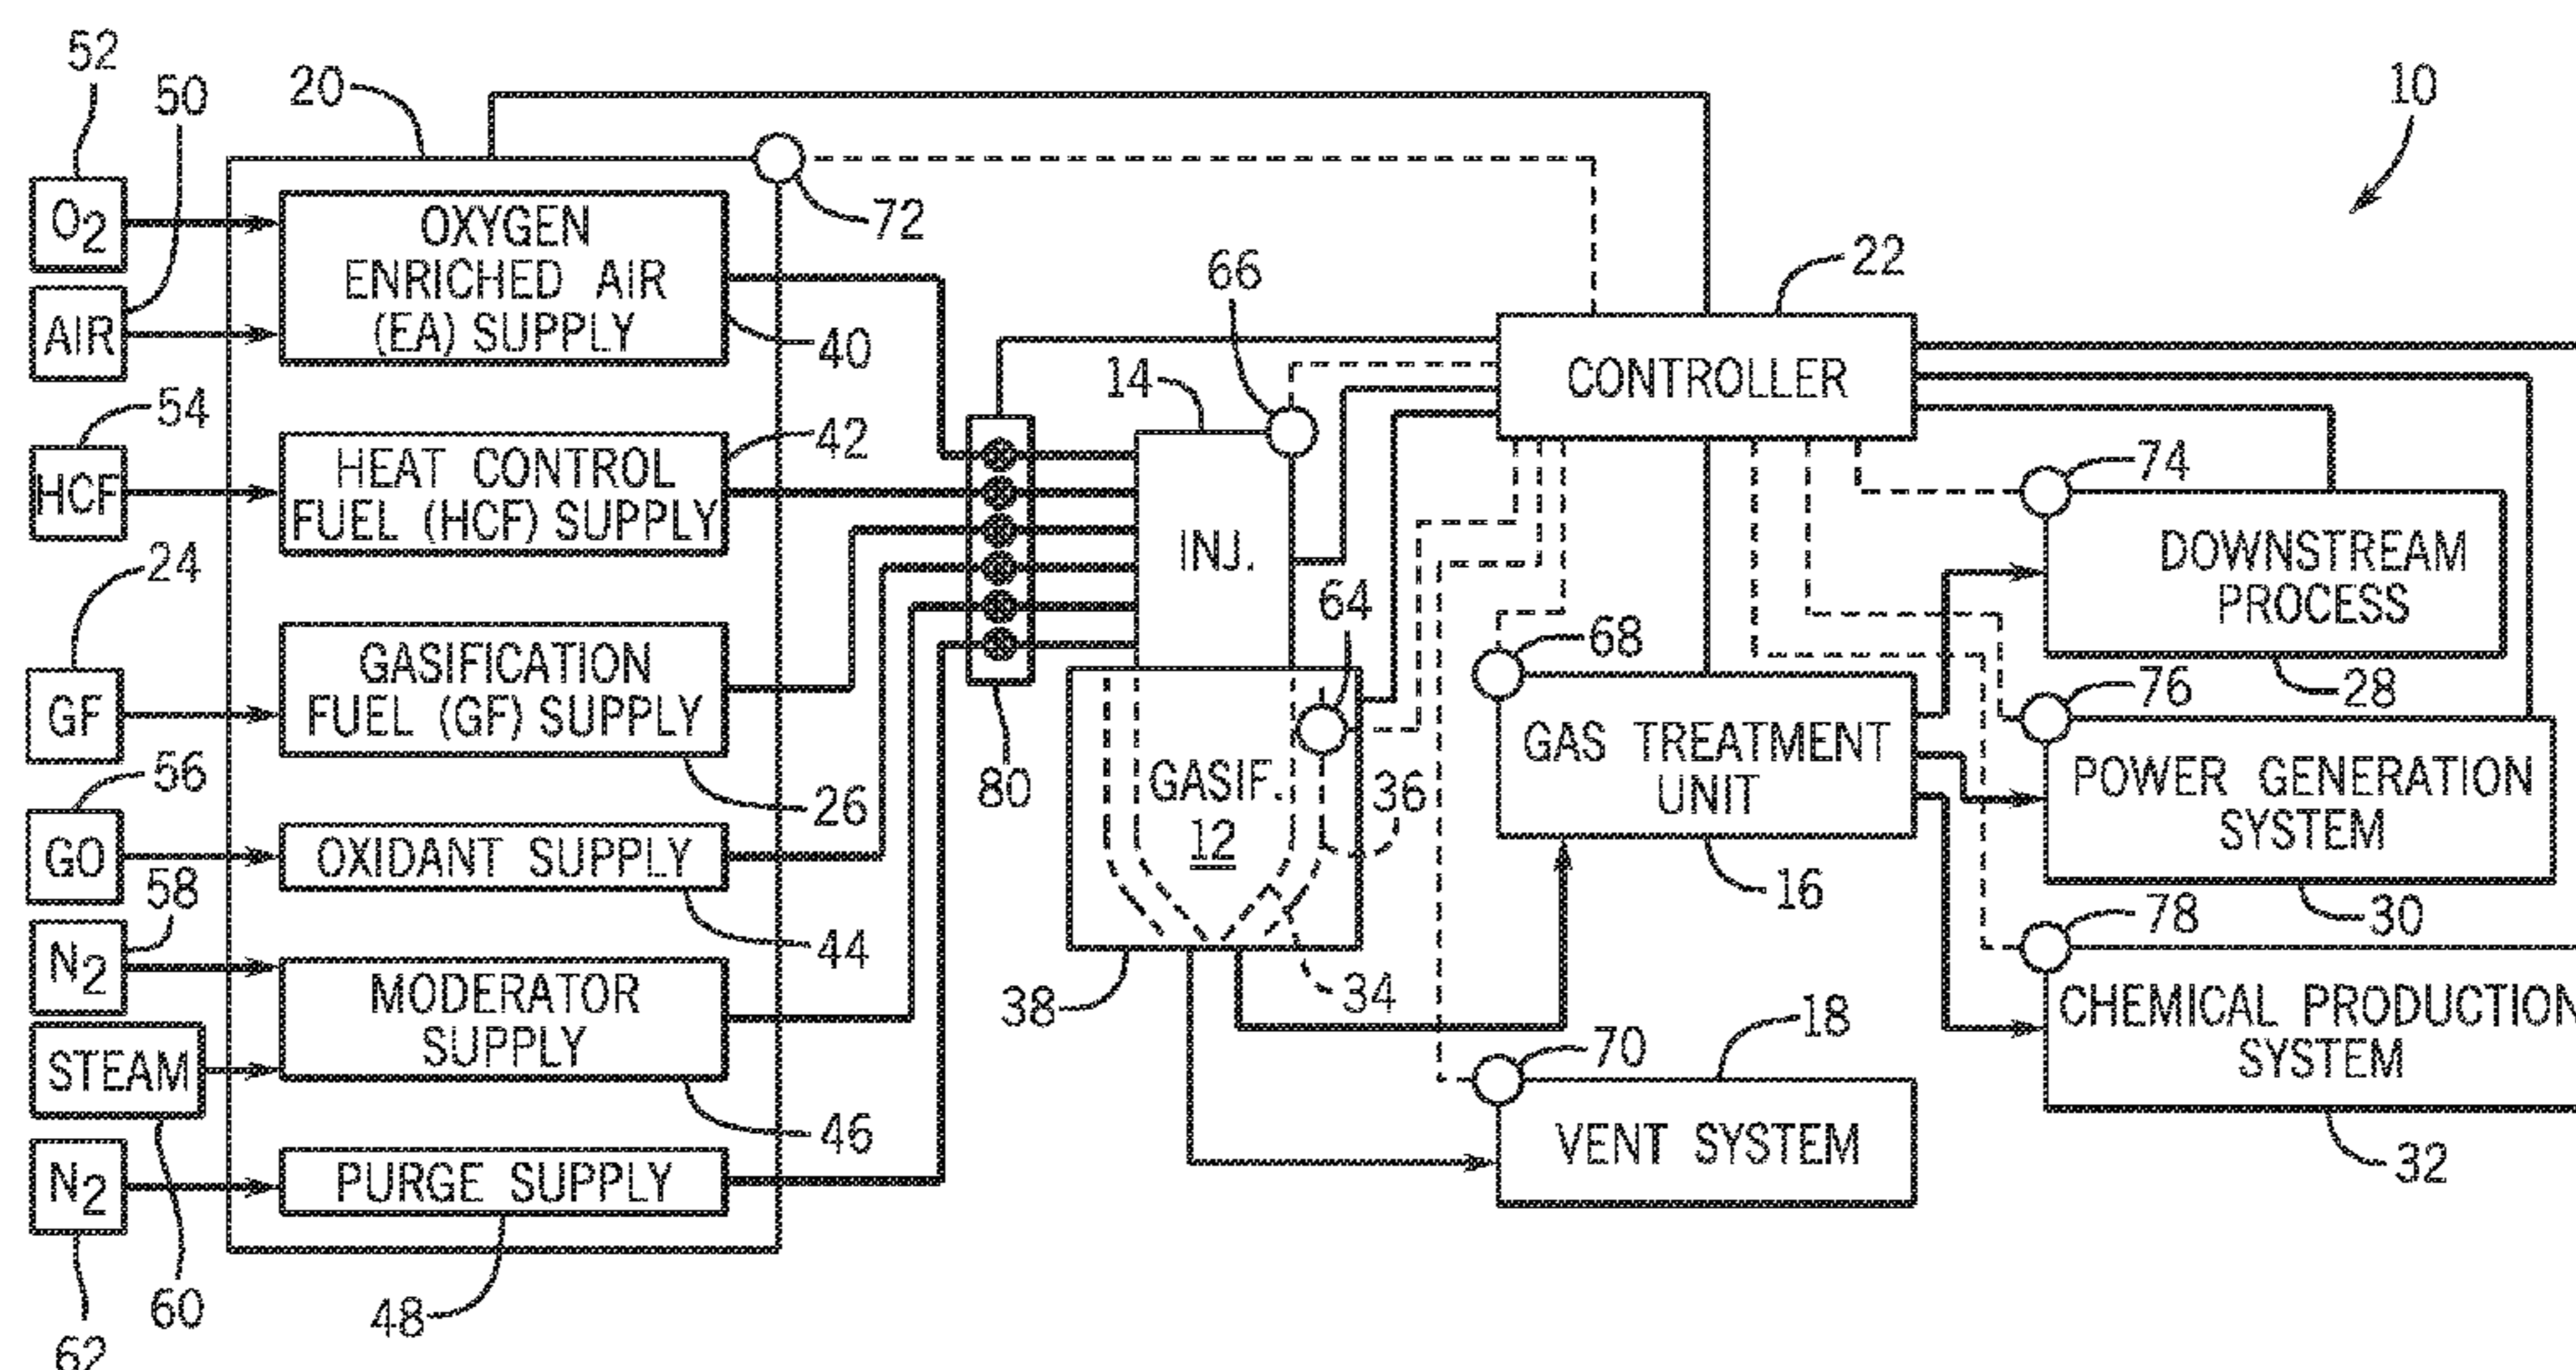 52
50
20
10
O2
OXYGEN
ENRICHED AIR
(EA) SUPPLY
72
AIR
40
66
22
CONTROLLER
14
54
HCF
HEAT CONTROL
FUEL (HCF) SUPPLY
42
INJ.
74
DOWNSTREAM
PROCESS
28
24
GF
GASIFICATION
FUEL (GF) SUPPLY
26
80
64
68
GAS TREATMENT
UNIT
16
76
POWER GENERATION
SYSTEM
30
56
GO
OXIDANT SUPPLY
44
GASIF.
12
36
34
38
58
N2
MODERATOR
SUPPLY
46
STEAM
60
78
CHEMICAL PRODUCTION
SYSTEM
32
70
18
VENT SYSTEM
N2
PURGE SUPPLY
48
62